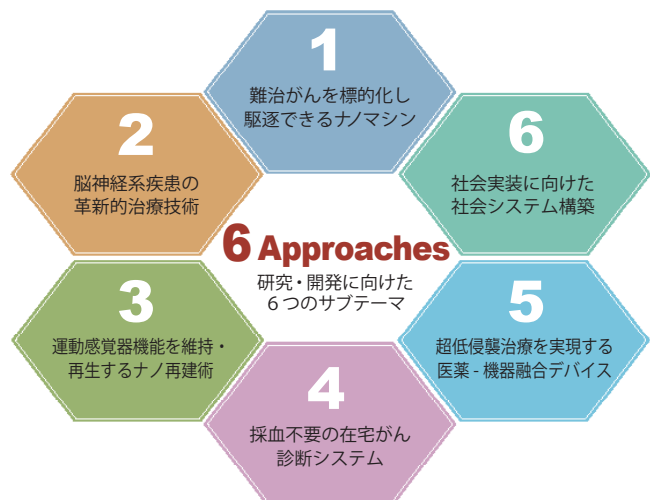 1
難治がんを標的化し
駆逐できるナノマシン
2
脳神経系疾患の
革新的治療技術
6
社会実装に向けた
社会システム構築
6 Approaches
研究・開発に向けた
６つのサブテーマ
3
運動感覚器機能を維持・
再生するナノ再建術
5
超低侵襲治療を実現する
医薬 - 機器融合デバイス
4
採血不要の在宅がん
診断システム